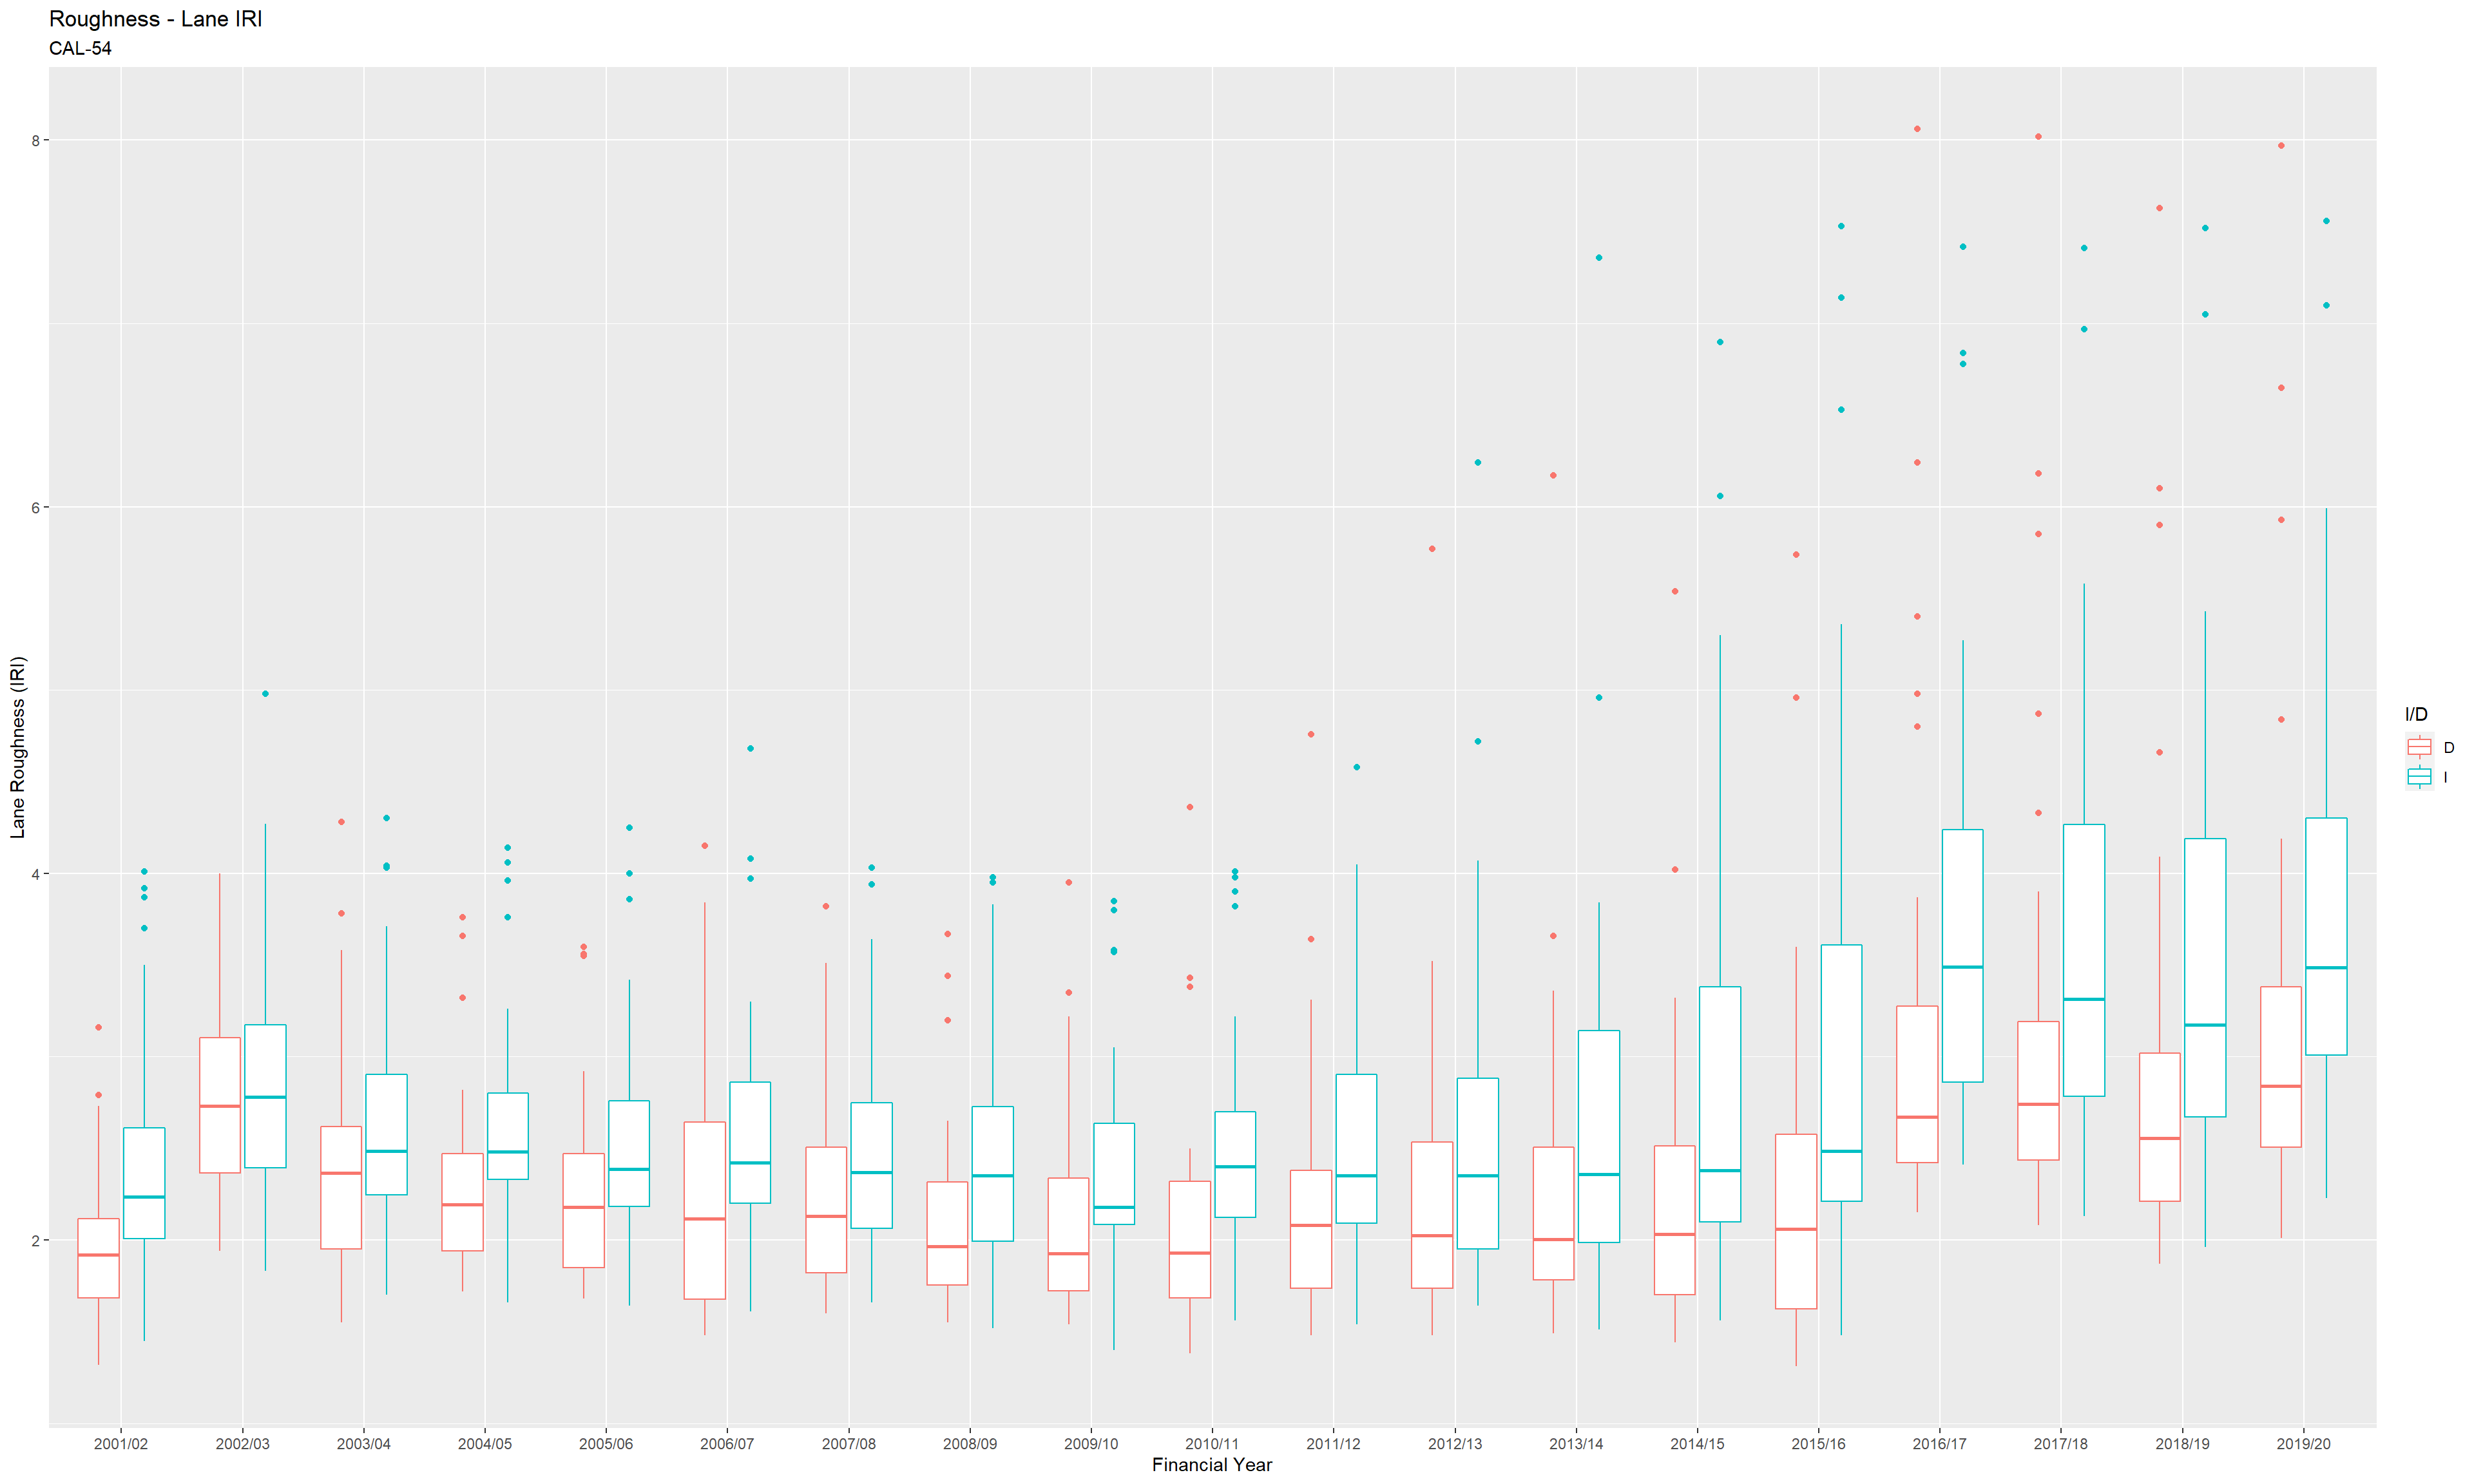 Roughness - Lane IRI
CAL-54
Lane Roughness (IRI)
8
6
4
2
2001/02 2002/03 2003/04 2004/05 2005/06 2006/07 2007/08 2008/09 2009/10 2010/11 2011/12 2012/13 2013/14 2014/15 2015/16 2016/17 2017/18 2018/19 2019/20
Financial Year
I/D
D
I